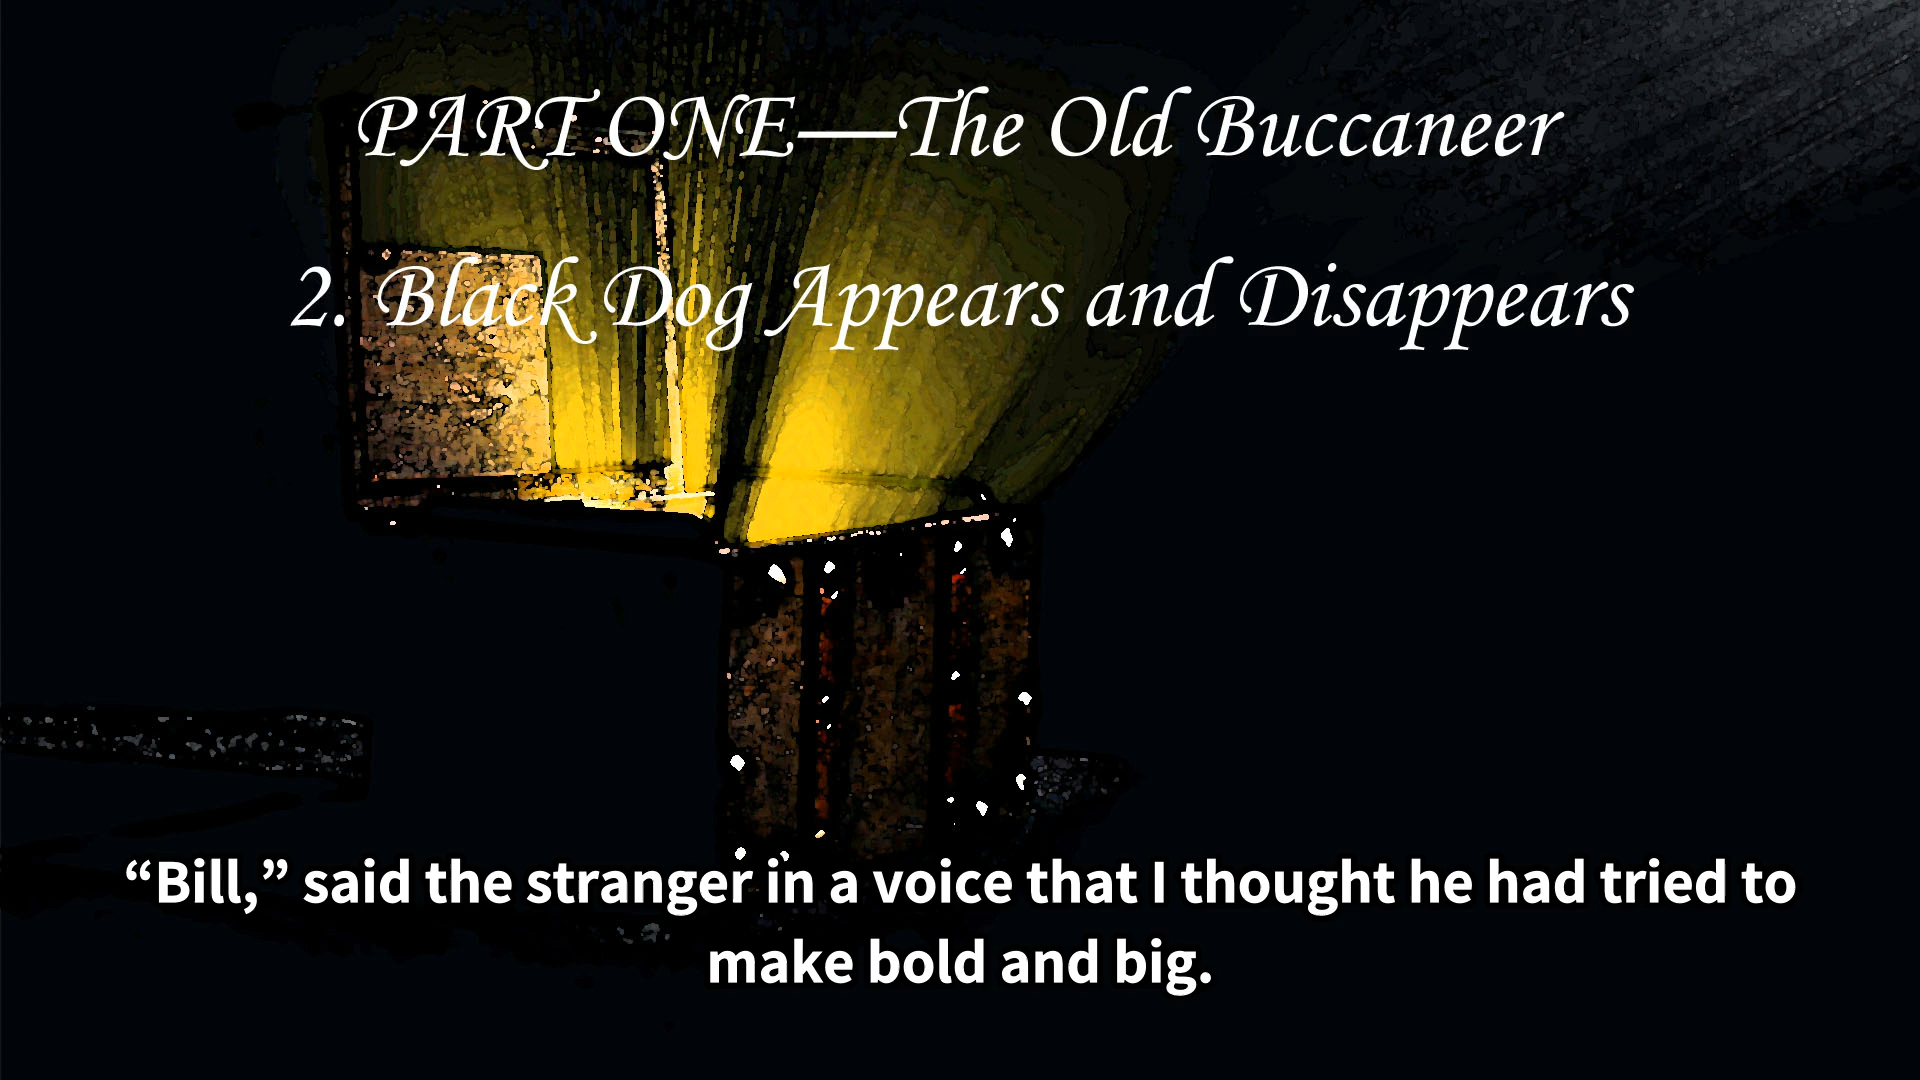 PART ONE—The Old Buccaneer
2. Black Dog Appears and Disappears
“Bill,” said the stranger in a voice that I thought he had tried to
make bold and big.